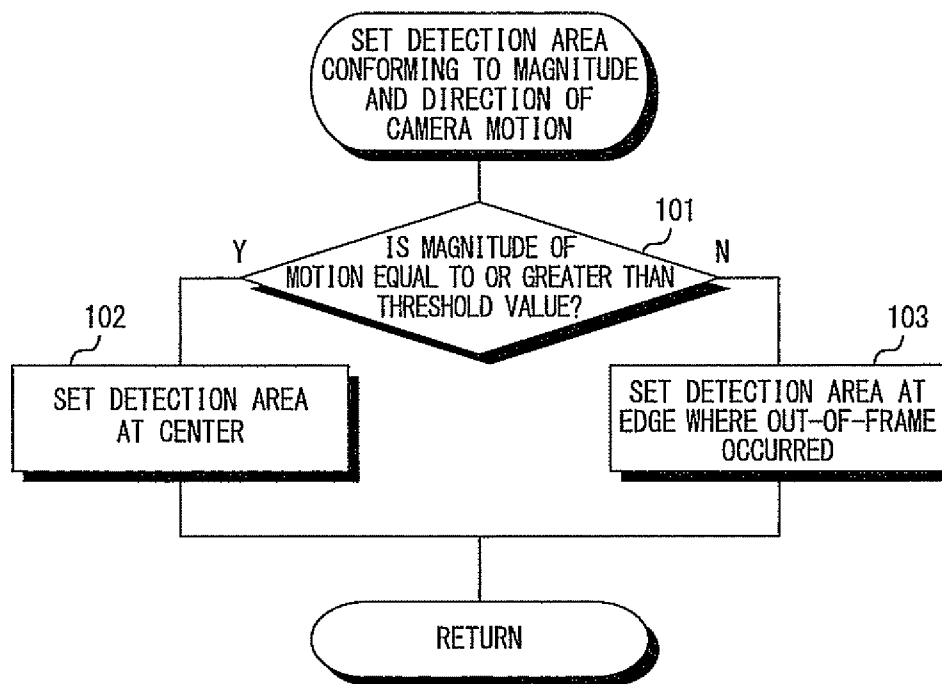 SET DETECTION AREA
CONFORMING TO MAGNITUDE
AND DIRECTION OF
CAMERA MOTION
101
Y
IS MAGNITUDE OF
MOTION EQUAL TO OR GREATER THAN
THRESHOLD VALUE?
N
102
SET DETECTION AREA
AT CENTER
103
SET DETECTION AREA AT
EDGE WHERE OUT-OF-FRAME
OCCURRED
RETURN